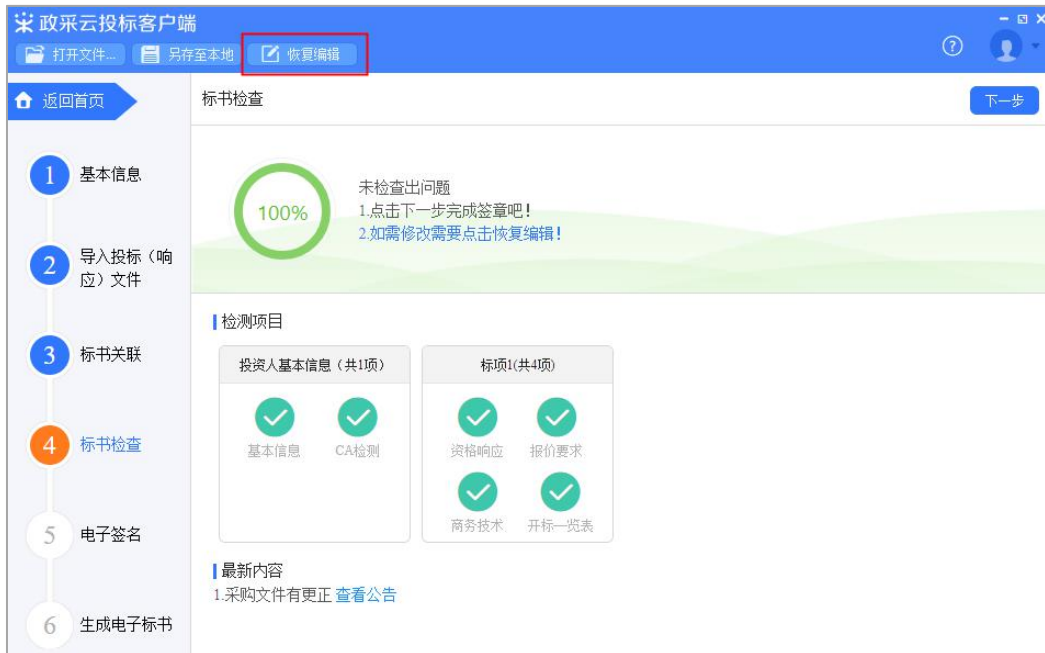 政采云投标客户端
打开文件... 另存至本地 恢复编辑
返回首页
标书检查
下一步
1 基本信息
2 导入投标（响
应）文件
3 标书关联
4 标书检查
5 电子签名
6 生成电子标书
100%
未检查出问题
1.点击下一步完成签章吧！
2.如需修改需要点击恢复编辑！
检测项目
投资人基本信息（共1项）
基本信息 CA检测
标项1(共4项)
资格响应 报价要求
商务技术 开标一览表
最新内容
1.采购文件有更正 查看公告